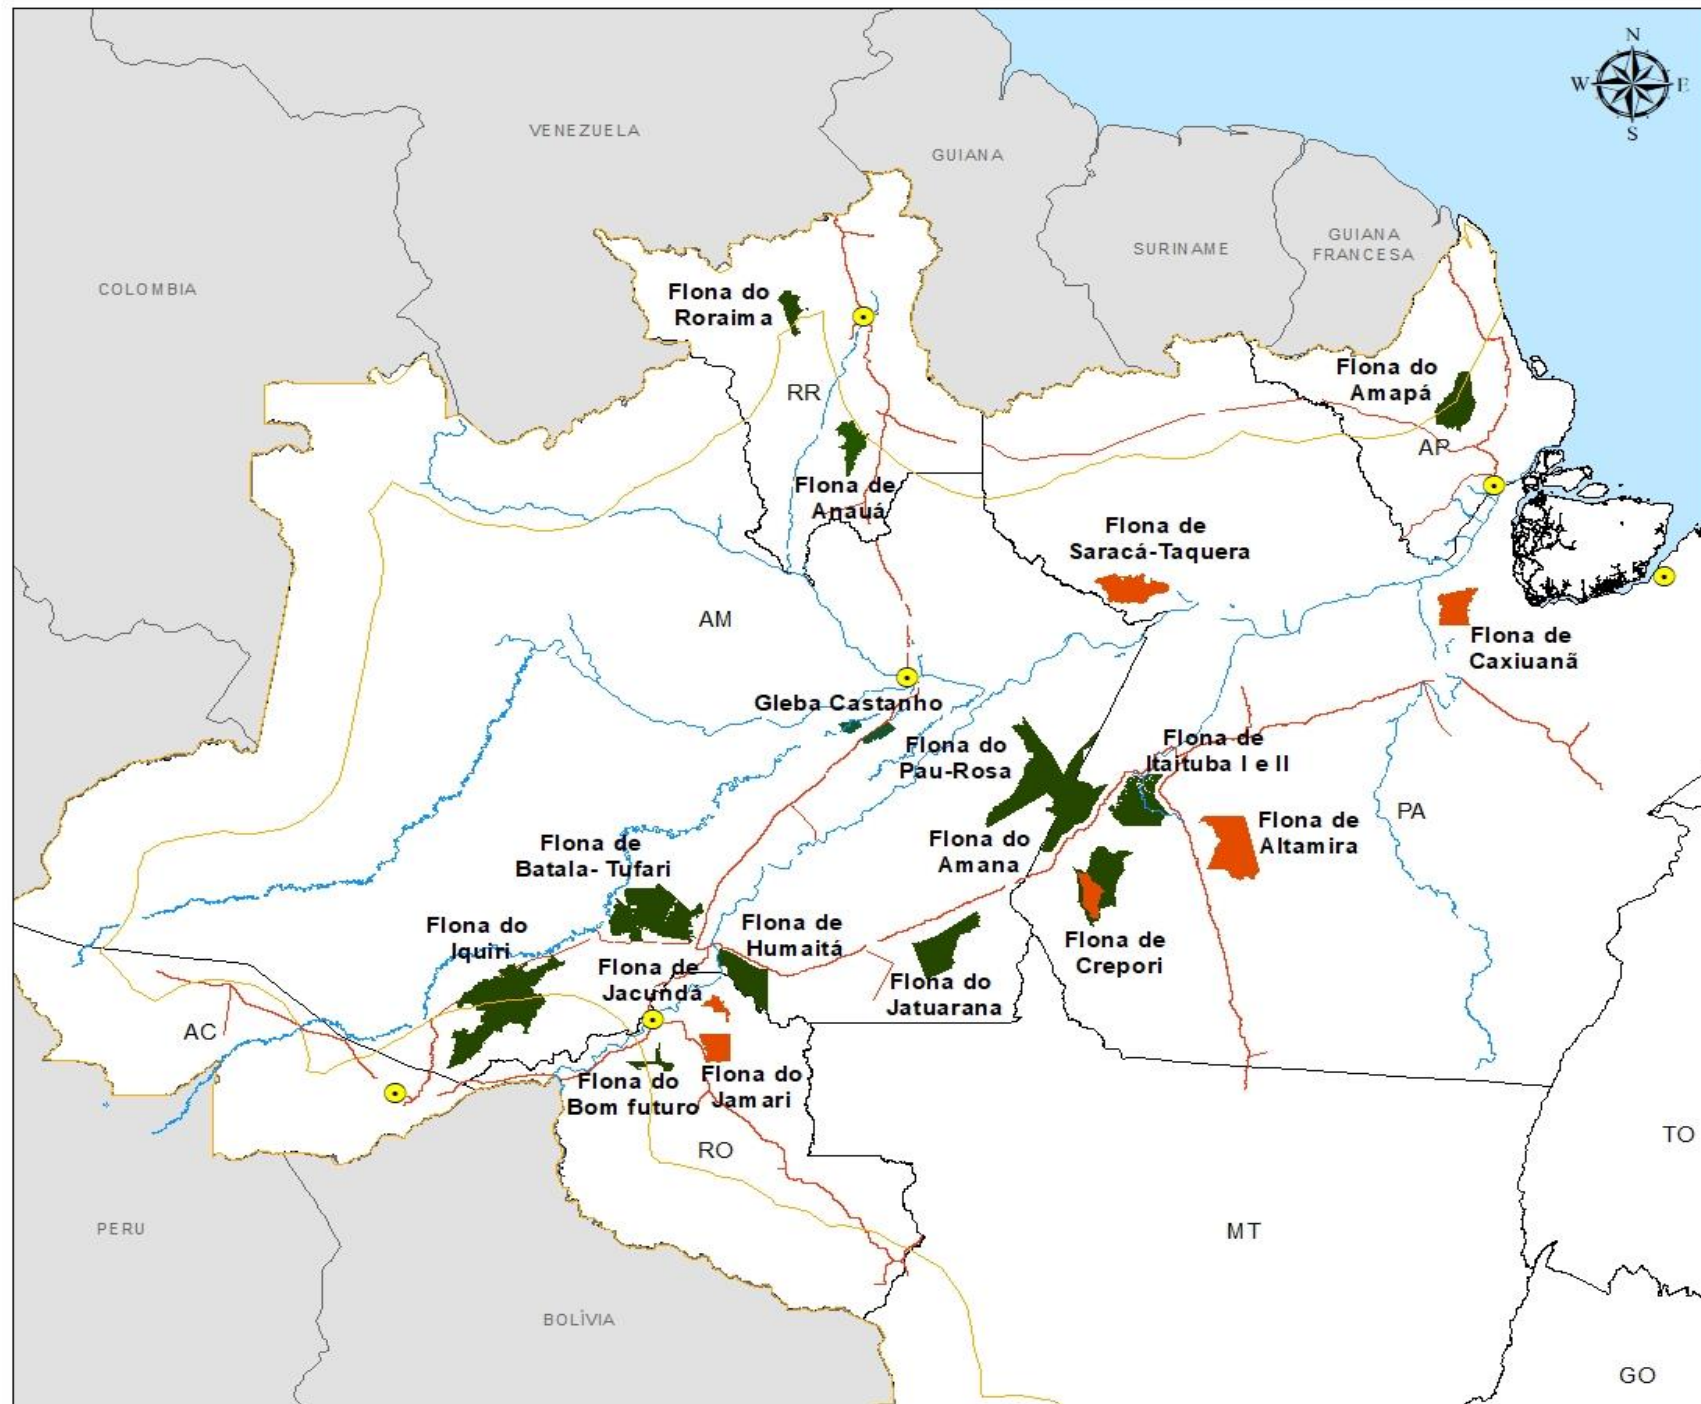 N
W
E
S
VENEZUELA
GUIANA
SURINAME
GUIANA
FRANCESA
COLOMBIA
Flona do
Roraima
RR
Flona do
Amapá
AP
Flona de
Anauá
Flona de
Saracá-Taquera
AM
Flona de
Caxiuanã
Gleba Castanho
Flona do
Pau-Rosa
Flona de
Itaituba I e II
PA
Flona de
Altamira
Flona do
Amana
Flona de
Batala- Tufari
Flona do
Iquiri
Flona de
Humaitá
Flona de
Crepori
Flona de
Jacundá
Flona do
Jatuarana
AC
Flona do
Bom futuro
Flona do
Jamari
RO
TO
PERU
MT
BOLÍVIA
GO